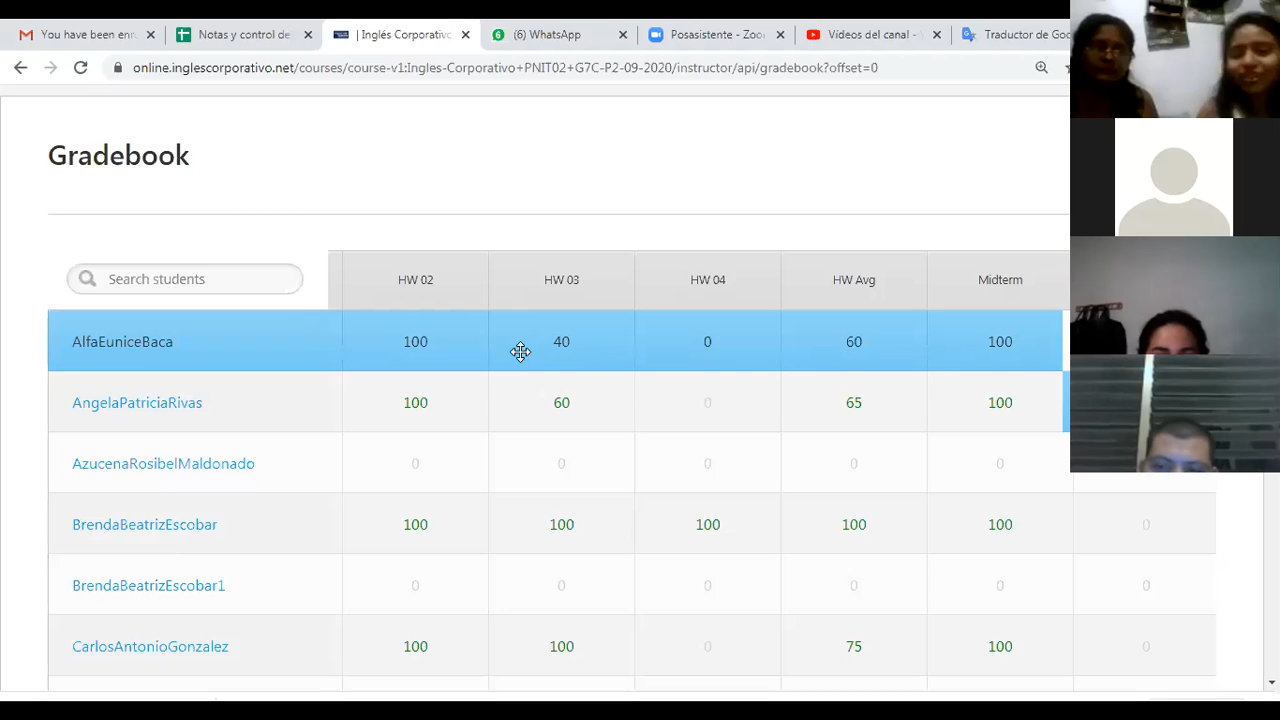 You have been enr
Notas y contról de
| Inglés Corporativo
(6) WhatsApp
Posasistente - Zoo
Vídeos del canal -
Traductor de Goo
online.inglescorporativo.net/courses/course-v1:Ingles-Corporativo+PNIT02+G7C-P2-09-2020/instructor/api/gradebook?offset=0
Gradebook
Search students
HW 02 HW 03 HW 04 HW Avg Midterm
AlfaEuniceBaca 100 40 0 60 100
AngelaPatriciaRivas 100 60 0 65 100
AzucenaRosibelMaldonado 0 0 0 0 0
BrendaBeatrizEscobar 100 100 100 100 100 0
BrendaBeatrizEscobar1 0 0 0 0 0 0
CarlosAntonioGonzalez 100 100 0 75 100 0